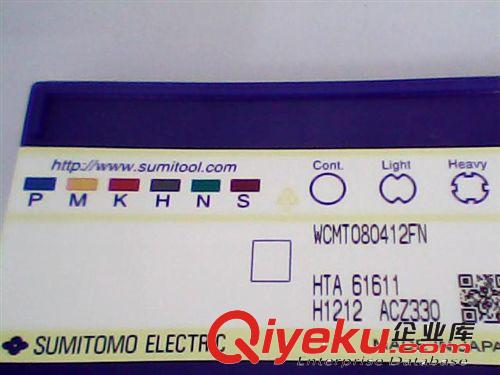 http://www.sumitool.com
Cont. Light Heavy
P M K H N S
WCMT080412FN
HTA 61611
H1212 ACZ330
SUMITOMO ELECTRIC
Qiyeku.com 企业库
Enterprise Database